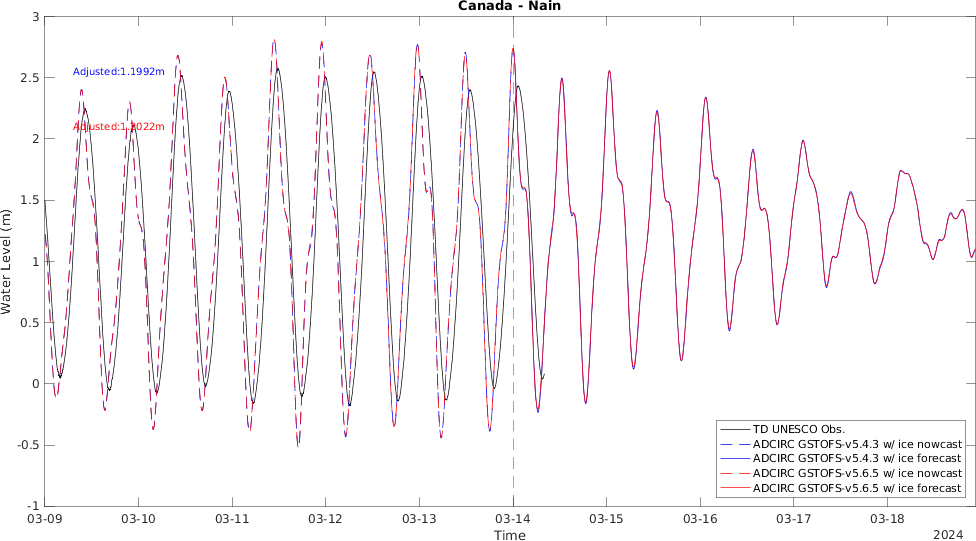 Canada - Nain
Adjusted:1.1992m
Water Level (m)
3
2.5
2
1.5
1
0.5
0
-0.5
-1
03-09
03-10
03-11
03-12
03-13
03-14
03-15
03-16
03-17
03-18
Time
2024
TD UNESCO Obs.
ADCIRC GSTOFS-v5.4.3 w/ ice nowcast
ADCIRC GSTOFS-v5.4.3 w/ ice forecast
ADCIRC GSTOFS-v5.6.5 w/ ice nowcast
ADCIRC GSTOFS-v5.6.5 w/ ice forecast